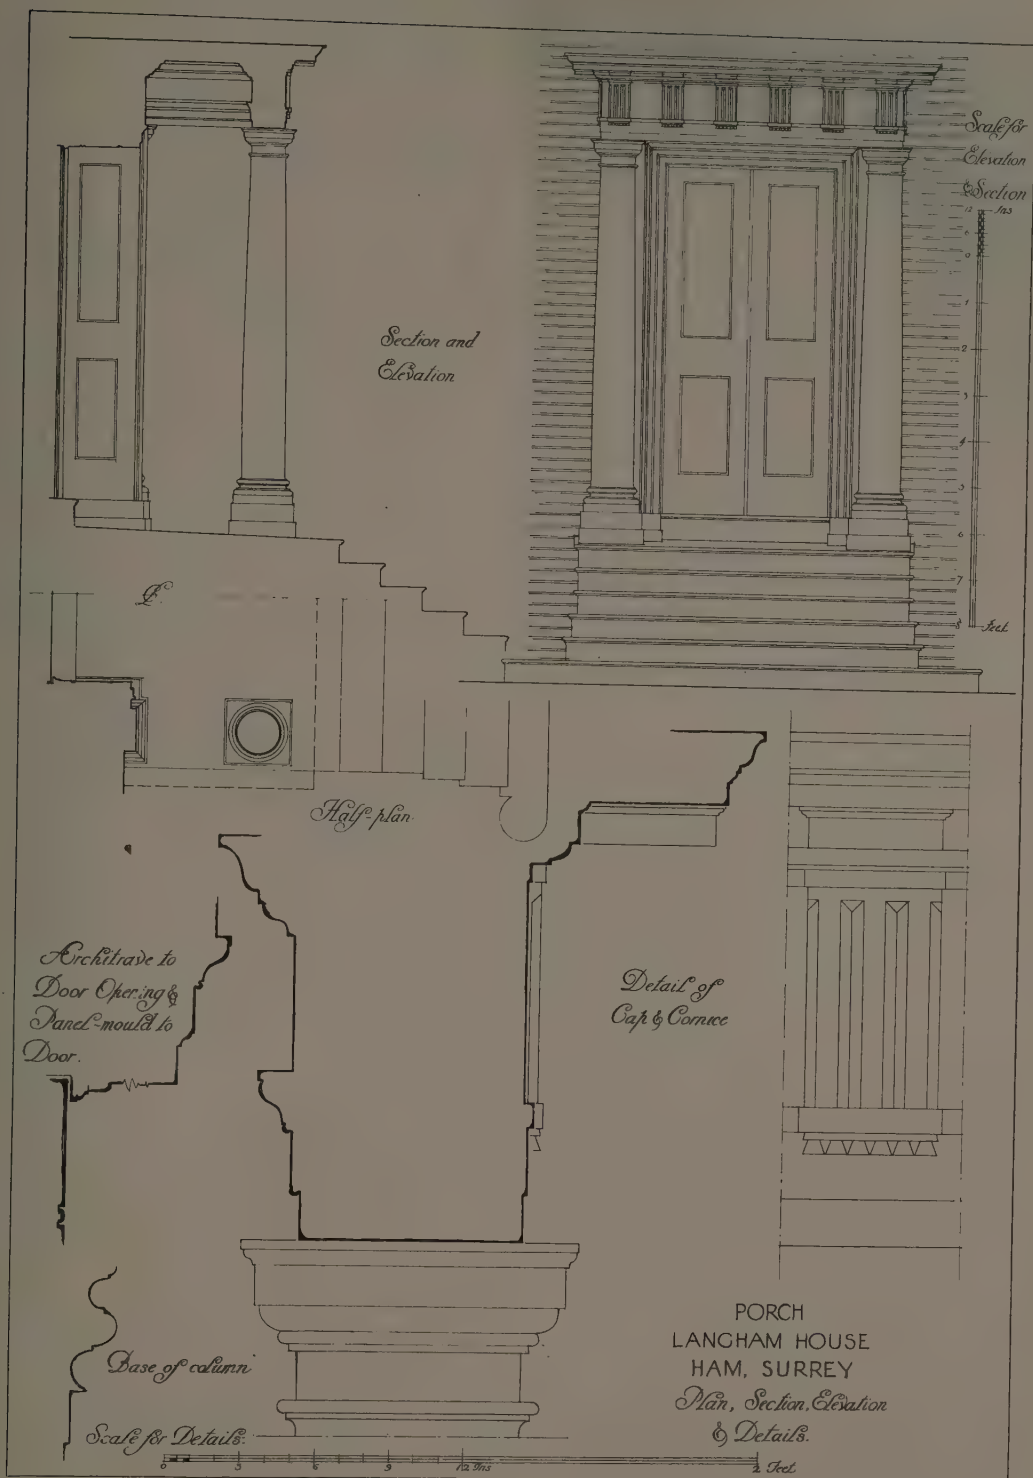 Section and
Elevation
Scale for
Elevation
& Section
12 Ins
6
0
1
2
3
4
5
6
7
8 Feet
Half-plan.
Architrave to
Door Opening &
Panel-mould to
Door.
Detail of
Cap & Cornice
Base of column
Scale for Details:
0 3 6 9 12 Ins 2 Feet
PORCH
LANGHAM HOUSE
HAM, SURREY
Plan, Section, Elevation
& Details.